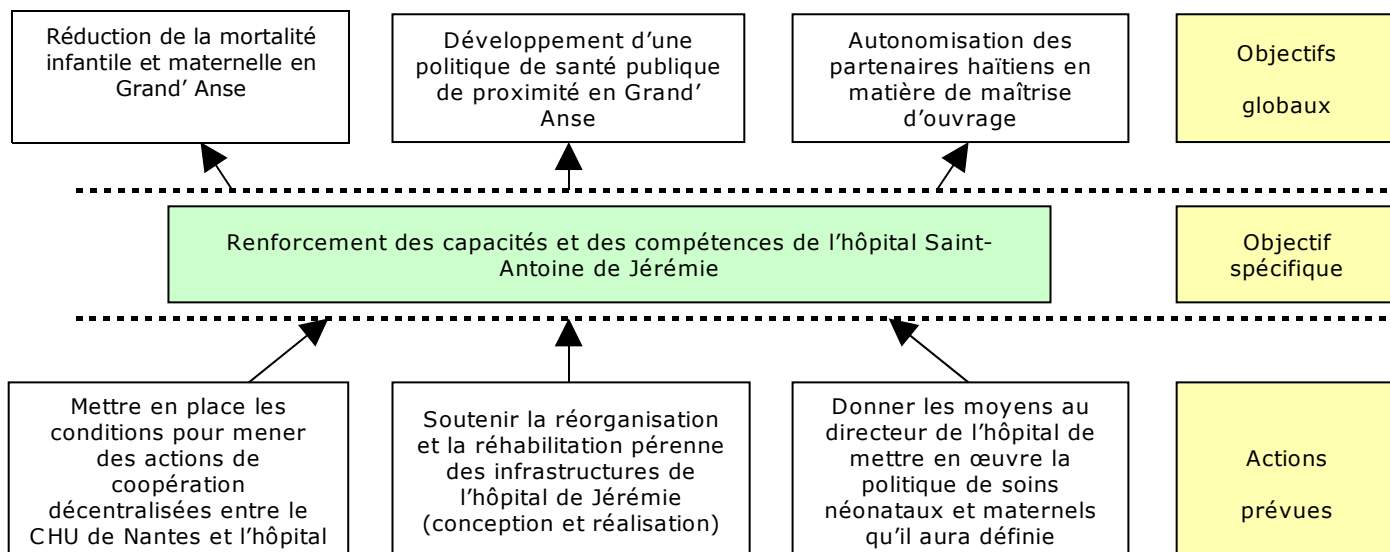 Réduction de la mortalité
infantile et maternelle en
Grand’ Anse
Développement d’une
politique de santé publique
de proximité en Grand’
Anse
Autonomisation des
partenaires haïtiens en
matière de maîtrise
d’ouvrage
Objectifs
globaux
Renforcement des capacités et des compétences de l’hôpital Saint-
Antoine de Jérémie
Objectif
spécifique
Mettre en place les
conditions pour mener
des actions de
coopération
décentralisées entre le
CHU de Nantes et l’hôpital
Soutenir la réorganisation
et la réhabilitation pérenne
des infrastructures de
l’hôpital de Jérémie
(conception et réalisation)
Donner les moyens au
directeur de l’hôpital de
mettre en œuvre la
politique de soins
néonataux et maternels
qu’il aura définie
Actions
prévues